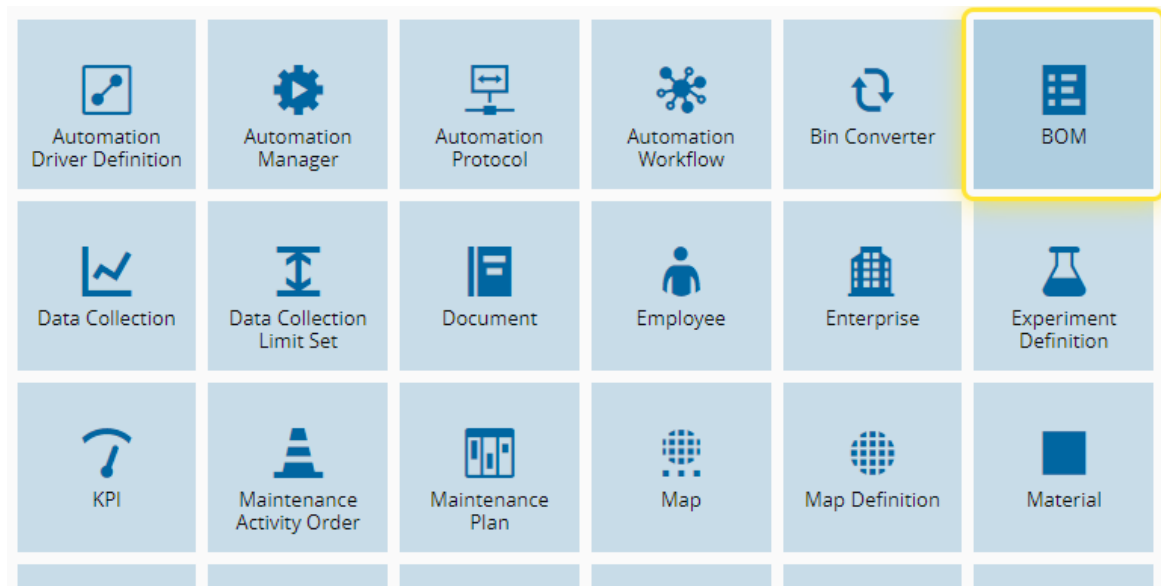 Automation
Driver Definition
Automation
Manager
Automation
Protocol
Automation
Workflow
Bin Converter
BOM
Data Collection
Data Collection
Limit Set
Document
Employee
Enterprise
Experiment
Definition
KPI
Maintenance
Activity Order
Maintenance
Plan
Map
Map Definition
Material